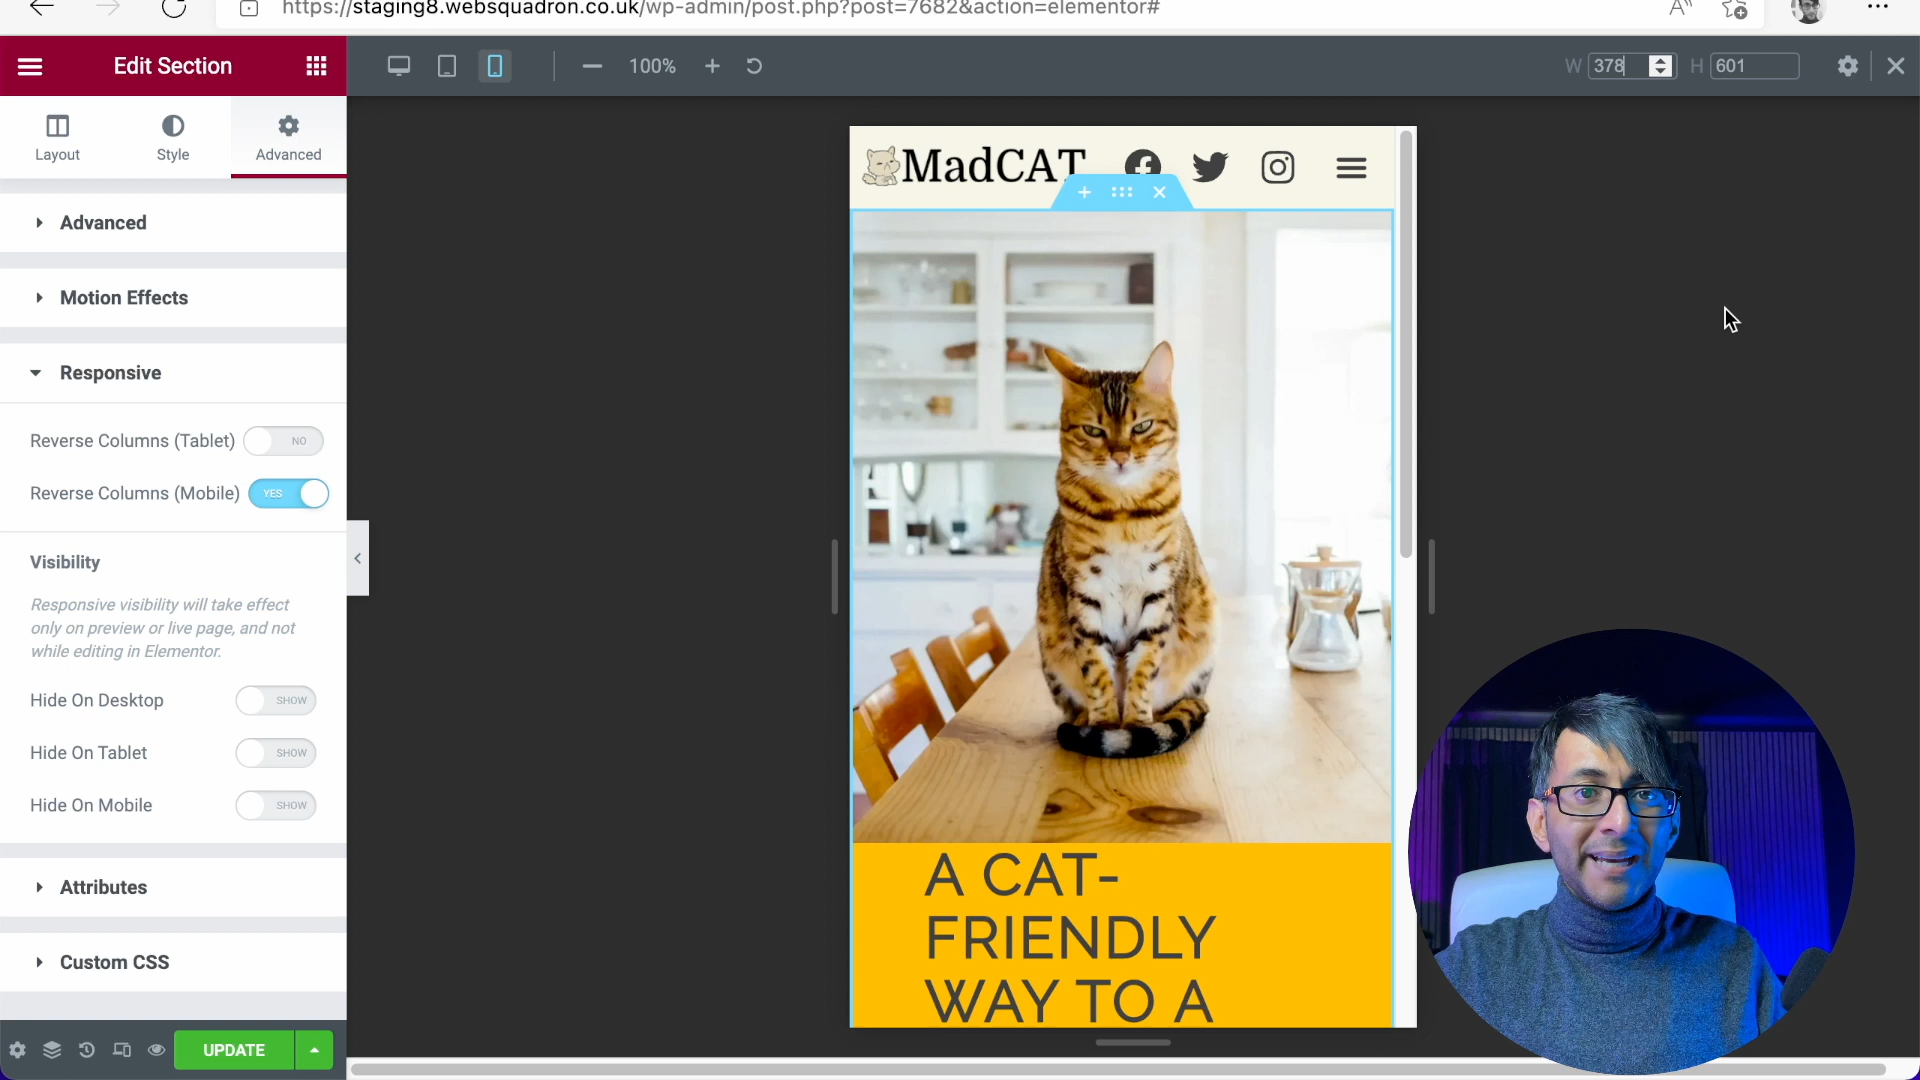 https://staging8.websquadron.co.uk/wp-admin/post.php?post=7682&action=elementor#
Edit Section
100%
W 378 H 601
Layout
Style
Advanced
Advanced
Motion Effects
Responsive
Reverse Columns (Tablet) NO
Reverse Columns (Mobile) YES
Visibility
Responsive visibility will take effect
only on preview or live page, and not
while editing in Elementor.
Hide On Desktop SHOW
Hide On Tablet SHOW
Hide On Mobile SHOW
Attributes
Custom CSS
UPDATE
MadCAT
A CAT-
FRIENDLY
WAY TO A